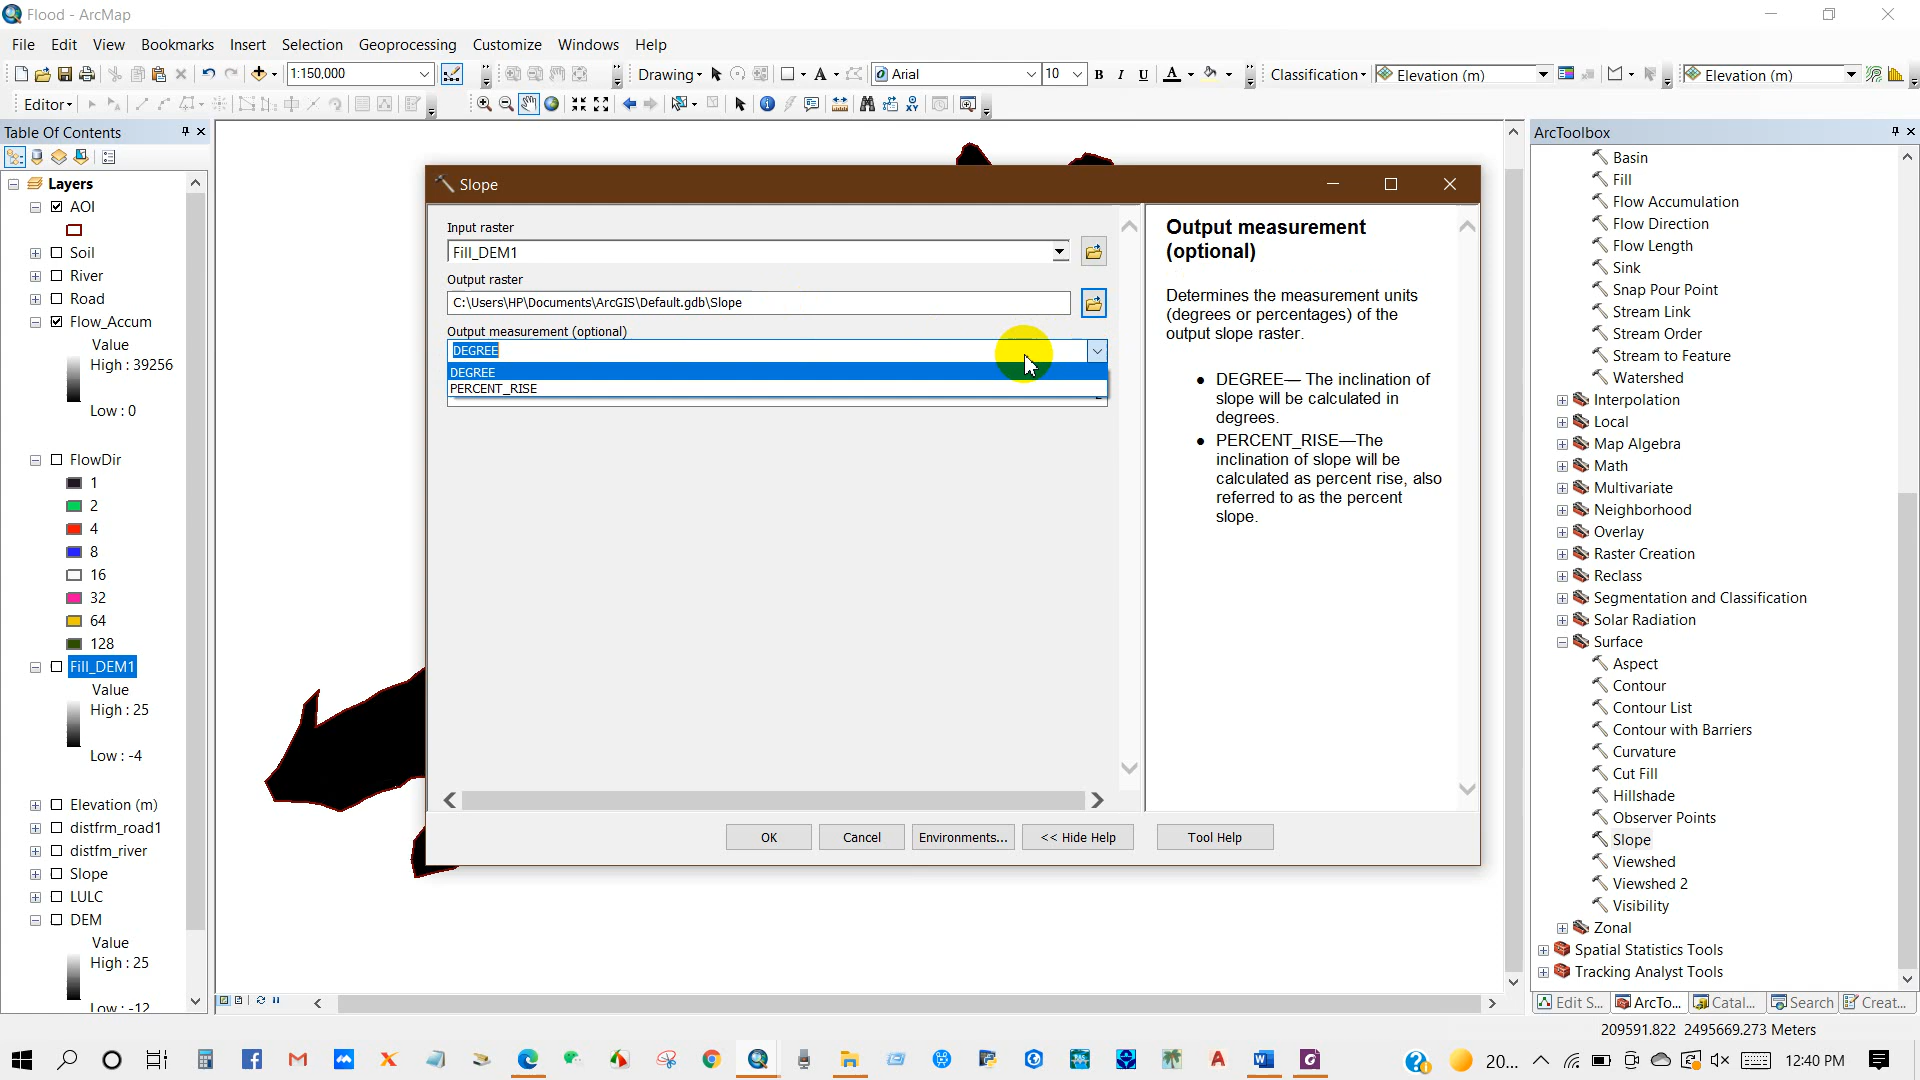 Flood - ArcMap
File Edit View Bookmarks Insert Selection Geoprocessing Customize Windows Help
1:150,000 Drawing Arial 10 B I U A Classification Elevation (m) Elevation (m)
Editor
Table Of Contents
Layers
AOI
Soil
River
Road
Flow_Accum
Value
High : 39256
Low : 0
FlowDir
1
2
4
8
16
32
64
128
Fill_DEM1
Value
High : 25
Low : -4
Elevation (m)
distfrm_road1
distfm_river
Slope
LULC
DEM
Value
High : 25
Low : -12
Slope
Input raster
Fill_DEM1
Output raster
C:\Users\HP\Documents\ArcGIS\Default.gdb\Slope
Output measurement (optional)
DEGREE
DEGREE
PERCENT_RISE
OK Cancel Environments... << Hide Help Tool Help
Output measurement
(optional)
Determines the measurement units
(degrees or percentages) of the
output slope raster.
• DEGREE— The inclination of
slope will be calculated in
degrees.
• PERCENT_RISE—The
inclination of slope will be
calculated as percent rise, also
referred to as the percent
slope.
ArcToolbox
Basin
Fill
Flow Accumulation
Flow Direction
Flow Length
Sink
Snap Pour Point
Stream Link
Stream Order
Stream to Feature
Watershed
Interpolation
Local
Map Algebra
Math
Multivariate
Neighborhood
Overlay
Raster Creation
Reclass
Segmentation and Classification
Solar Radiation
Surface
Aspect
Contour
Contour List
Contour with Barriers
Curvature
Cut Fill
Hillshade
Observer Points
Slope
Viewshed
Viewshed 2
Visibility
Zonal
Spatial Statistics Tools
Tracking Analyst Tools
Edit S... ArcTo... Catal... Search Creat...
209591.822 2495669.273 Meters
20... 12:40 PM